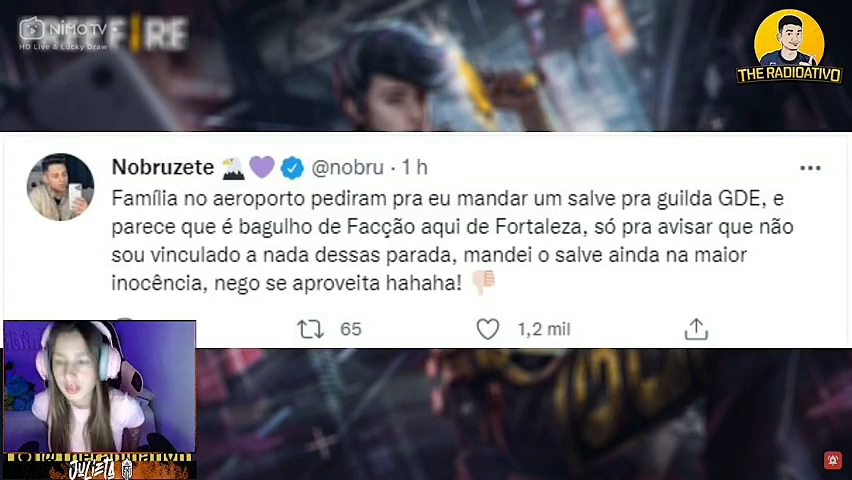 NiMOTV
HD Live & Lucky Draw
FIRE
THE RADIOATIVO
Nobruzete @nobru · 1 h
Família no aeroporto pediram pra eu mandar um salve pra guilda GDE, e
parece que é bagulho de Facção aqui de Fortaleza, só pra avisar que não
sou vinculado a nada dessas parada, mandei o salve ainda na maior
inocência, nego se aproveita hahaha!
65
1,2 mil
JULIETA